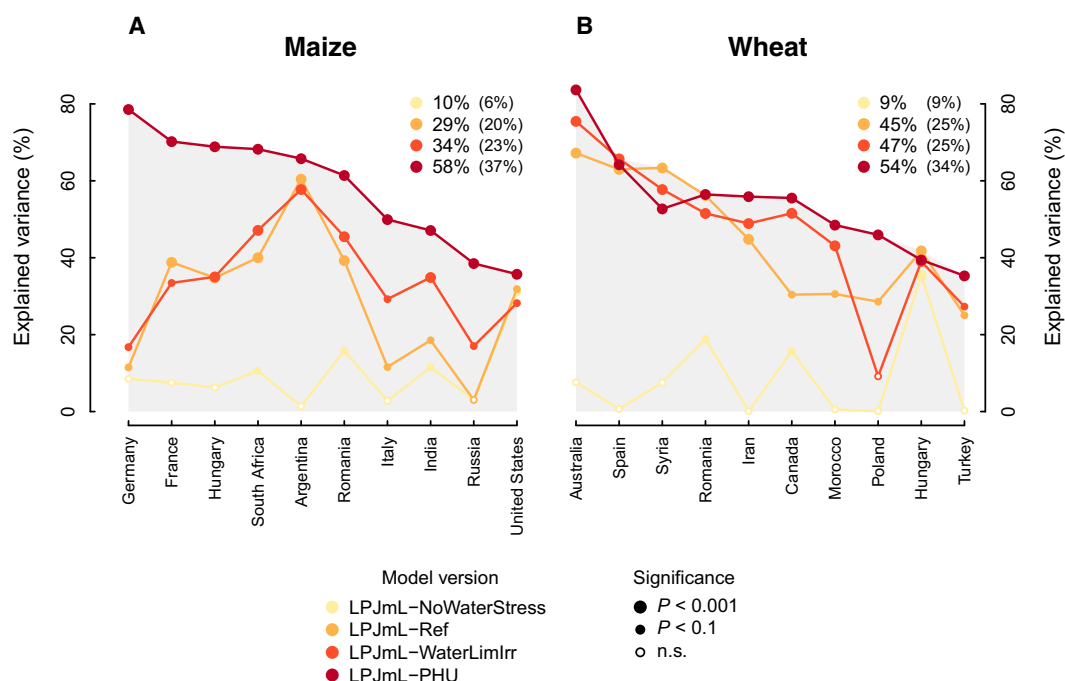 A
Maize
Explained variance (%)
80
60
40
20
0
10% (6%)
29% (20%)
34% (23%)
58% (37%)
Germany
France
Hungary
South Africa
Argentina
Romania
Italy
India
Russia
United States
B
Wheat
9% (9%)
45% (25%)
47% (25%)
54% (34%)
80
60
40
20
0
Explained variance (%)
Australia
Spain
Syria
Romania
Iran
Canada
Morocco
Poland
Hungary
Turkey
Model version
LPJmL−NoWaterStress
LPJmL−Ref
LPJmL−WaterLimIrr
LPJmL−PHU
Significance
P < 0.001
P < 0.1
n.s.